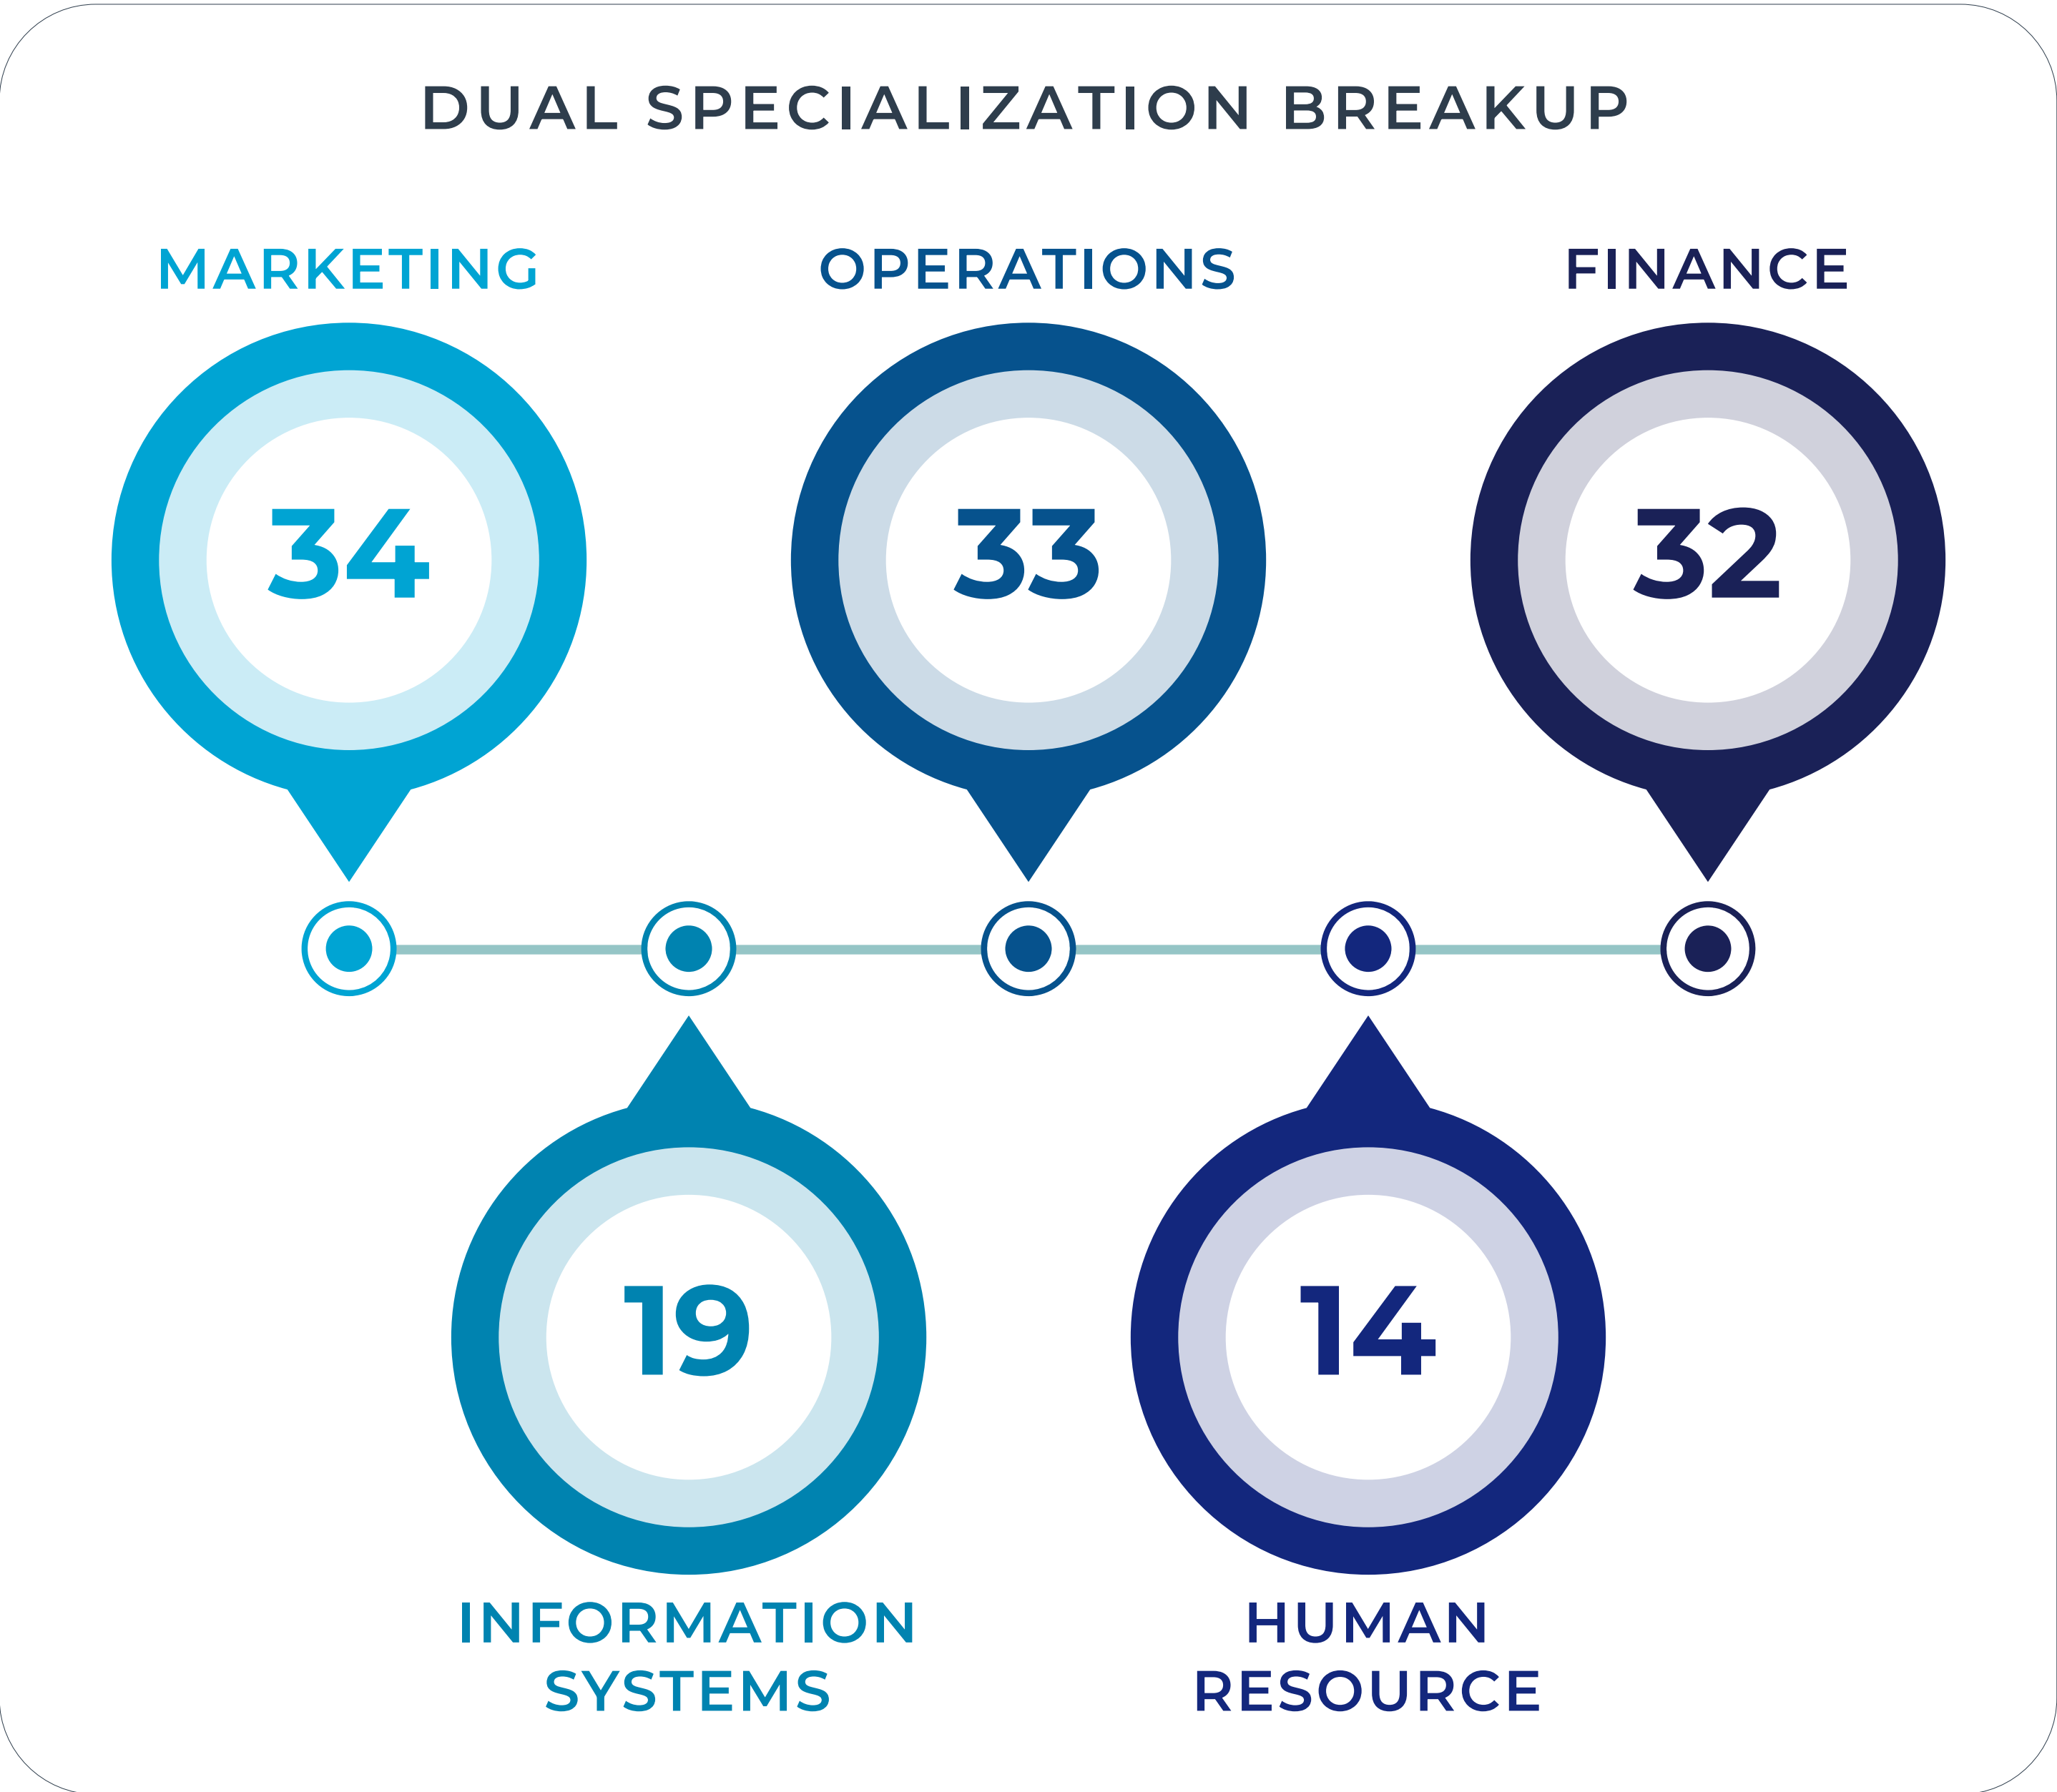 DUAL SPECIALIZATION BREAKUP
MARKETING
OPERATIONS
FINANCE
34
33
32
19
14
INFORMATION
SYSTEMS
HUMAN
RESOURCE